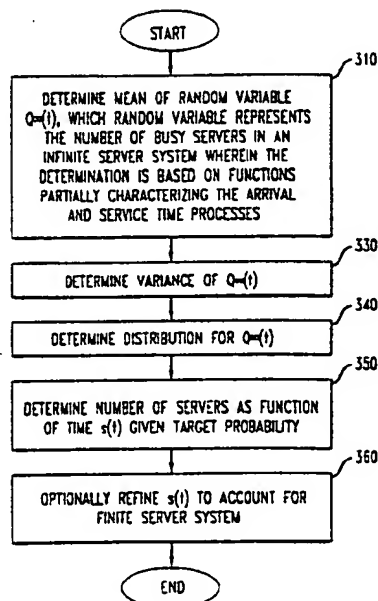 START
310
DETERMINE MEAN OF RANDOM VARIABLE
Q∞(t), WHICH RANDOM VARIABLE REPRESENTS
THE NUMBER OF BUSY SERVERS IN AN
INFINITE SERVER SYSTEM WHEREIN THE
DETERMINATION IS BASED ON FUNCTIONS
PARTIALLY CHARACTERIZING THE ARRIVAL
AND SERVICE TIME PROCESSES
330
DETERMINE VARIANCE OF Q∞(t)
340
DETERMINE DISTRIBUTION FOR Q∞(t)
350
DETERMINE NUMBER OF SERVERS AS FUNCTION
OF TIME s(t) GIVEN TARGET PROBABILITY
360
OPTIONALLY REFINE s(t) TO ACCOUNT FOR
FINITE SERVER SYSTEM
END